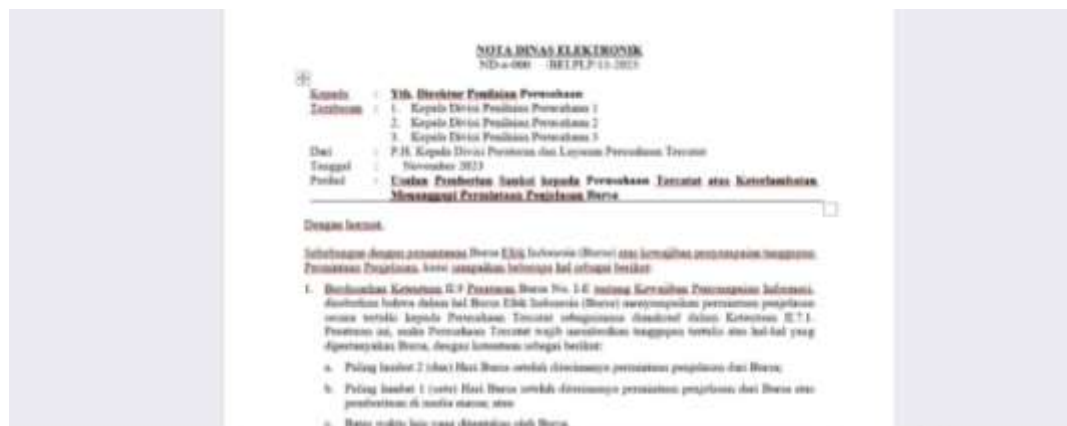 NOTA DINAS ELEKTRONIK
ND-e-000 /BEI.PLP/11-2023
Kepada : Yth. Direktur Penilaian Perusahaan
Tembusan : 1. Kepala Divisi Penilaian Perusahaan 1
2. Kepala Divisi Penilaian Perusahaan 2
3. Kepala Divisi Penilaian Perusahaan 3
Dari : P.H. Kepala Divisi Peraturan dan Layanan Perusahaan Tercatat
Tanggal : November 2023
Perihal : Usulan Pemberian Sanksi kepada Perusahaan Tercatat atas Keterlambatan
Menanggapi Permintaan Penjelasan Bursa
Dengan hormat,
Sehubungan dengan pemantauan Bursa Efek Indonesia (Bursa) atas kewajiban penyampaian tanggapan
Permintaan Penjelasan, kami sampaikan beberapa hal sebagai berikut:
1. Berdasarkan Ketentuan Peraturan Bursa No. I-E tentang Kewajiban Penyampaian Informasi,
disebutkan bahwa dalam hal Bursa Efek Indonesia (Bursa) menyampaikan permintaan penjelasan
secara tertulis kepada Perusahaan Tercatat sebagaimana dimaksud dalam Ketentuan
Peraturan ini, maka Perusahaan Tercatat wajib memberikan tanggapan tertulis atas hal-hal yang
dipertanyakan Bursa, dengan ketentuan sebagai berikut:
a. Paling lambat 2 (dua) Hari Bursa setelah diterimanya permintaan penjelasan dari Bursa;
b. Paling lambat 1 (satu) Hari Bursa setelah diterimanya permintaan penjelasan dari Bursa atas
pemberitaan di media massa; atau
c. Batas waktu lain yang ditetapkan oleh Bursa.